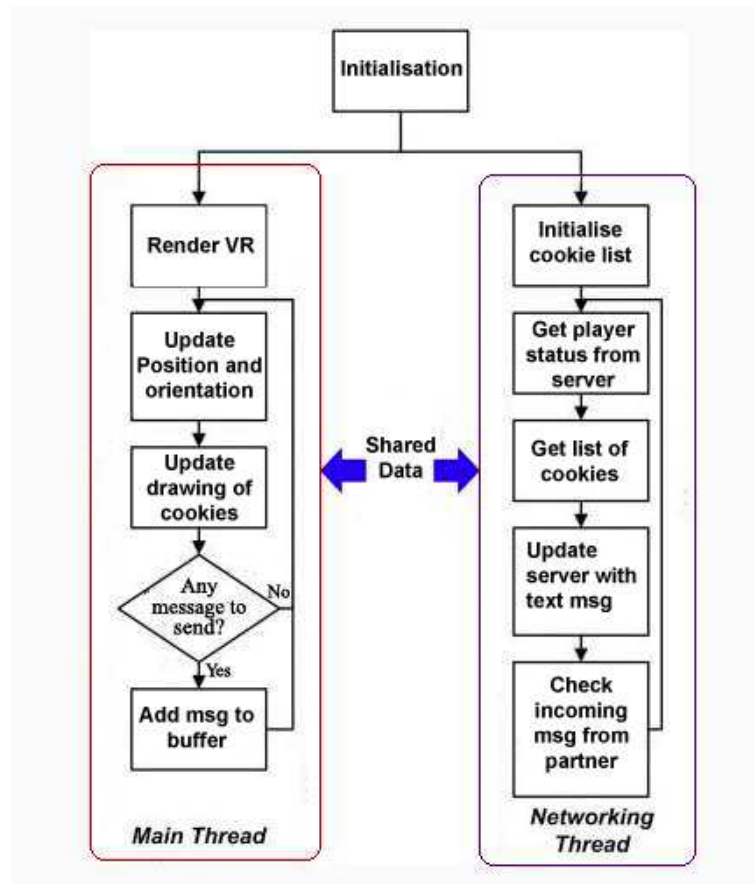 Initialisation
Render VR
Update
Position and
orientation
Update
drawing of
cookies
Any
message to
send?
No
Yes
Add msg to
buffer
Main Thread
Shared
Data
Initialise
cookie list
Get player
status from
server
Get list of
cookies
Update
server with
text msg
Check
incoming
msg from
partner
Networking
Thread